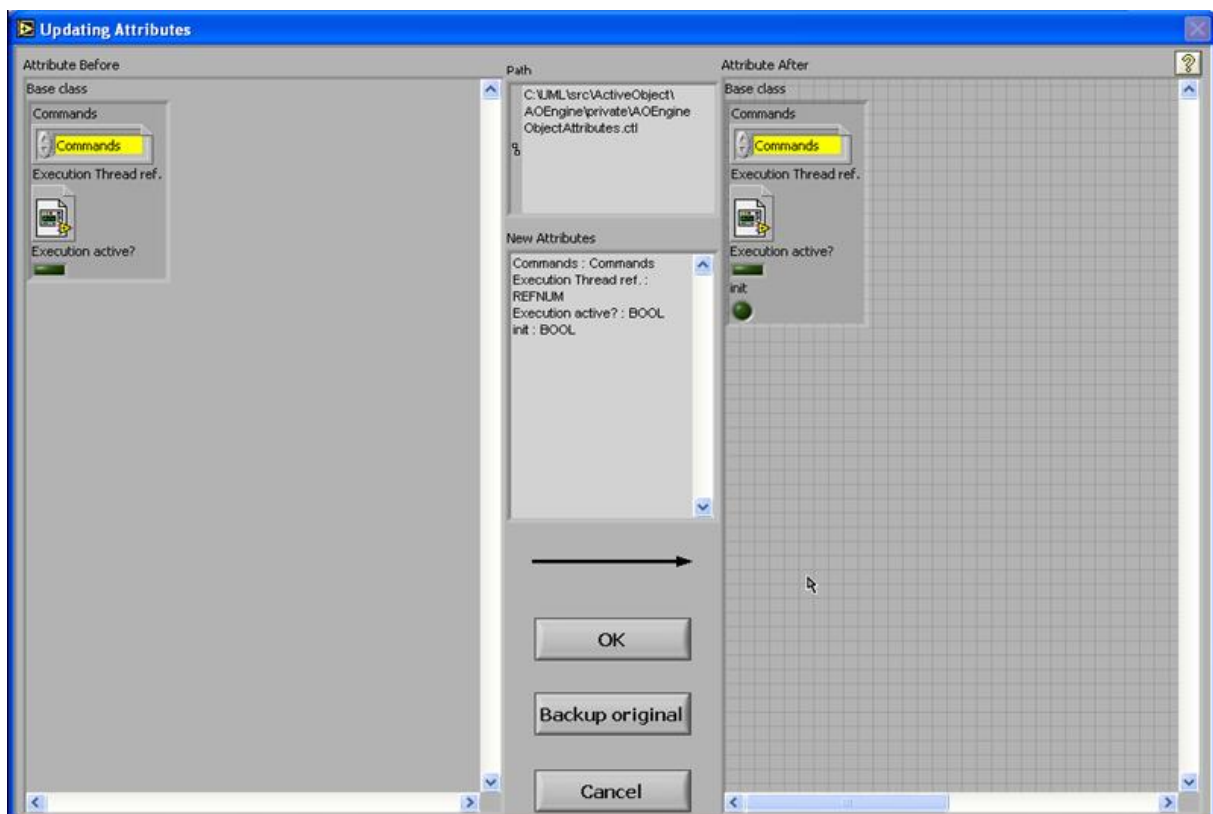 Updating Attributes
Attribute Before
Base class
Commands
Commands
Execution Thread ref.
Execution active?
Path
C:\UML\src\ActiveObject\
AOEngine\private\AOEngine
ObjectAttributes.ctl
New Attributes
Commands : Commands
Execution Thread ref. :
REFNUM
Execution active? : BOOL
init : BOOL
OK
Backup original
Cancel
Attribute After
?
Base class
Commands
Commands
Execution Thread ref.
Execution active?
init